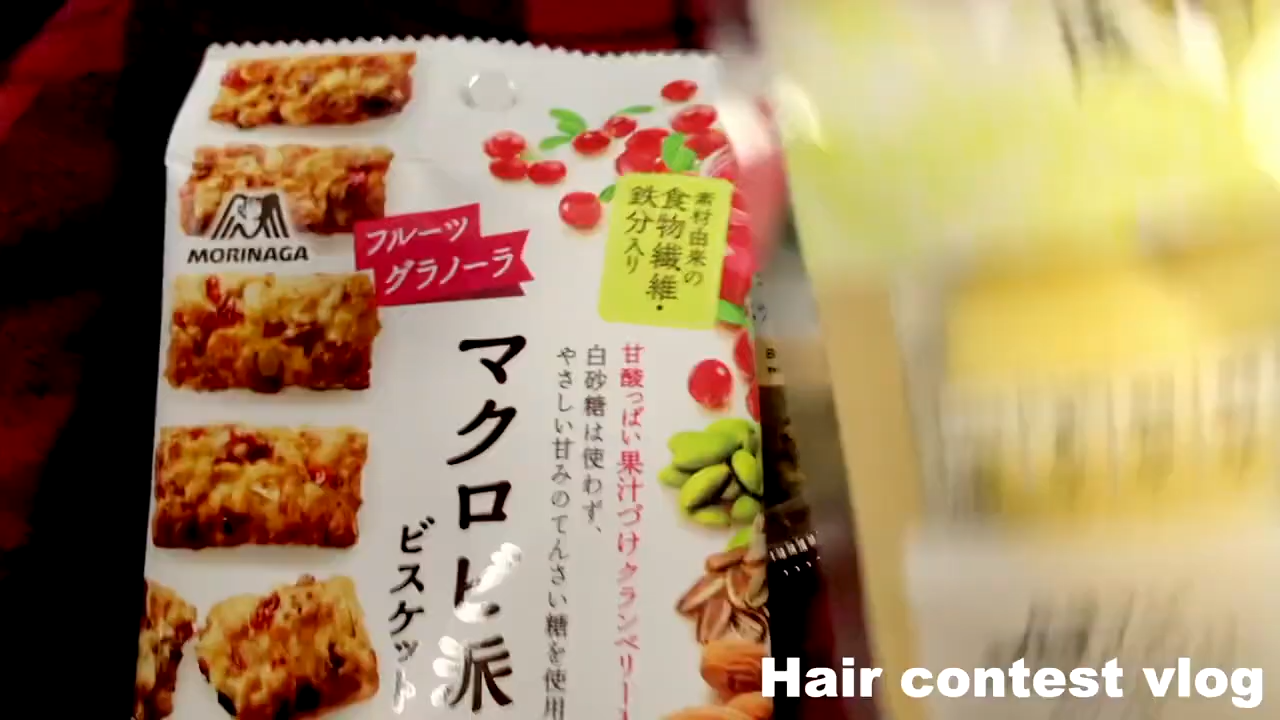 MORINAGA
フルーツ
グラノーラ
素材由来の
食物繊維・
鉄分入り
マクロビ派
ビスケット
甘酸っぱい果汁づけクランベリー
白砂糖は使わず、
やさしい甘みのてんさい糖を使用
Hair contest vlog